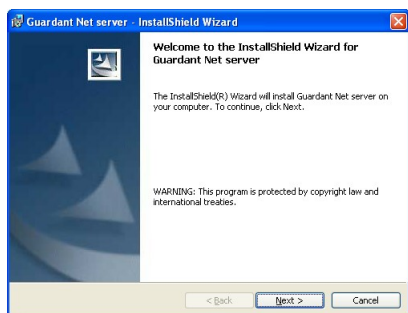 Guardant Net server - InstallShield Wizard
Welcome to the InstallShield Wizard for
Guardant Net server
The InstallShield(R) Wizard will install Guardant Net server on
your computer. To continue, click Next.
WARNING: This program is protected by copyright law and
international treaties.
< Back Next > Cancel